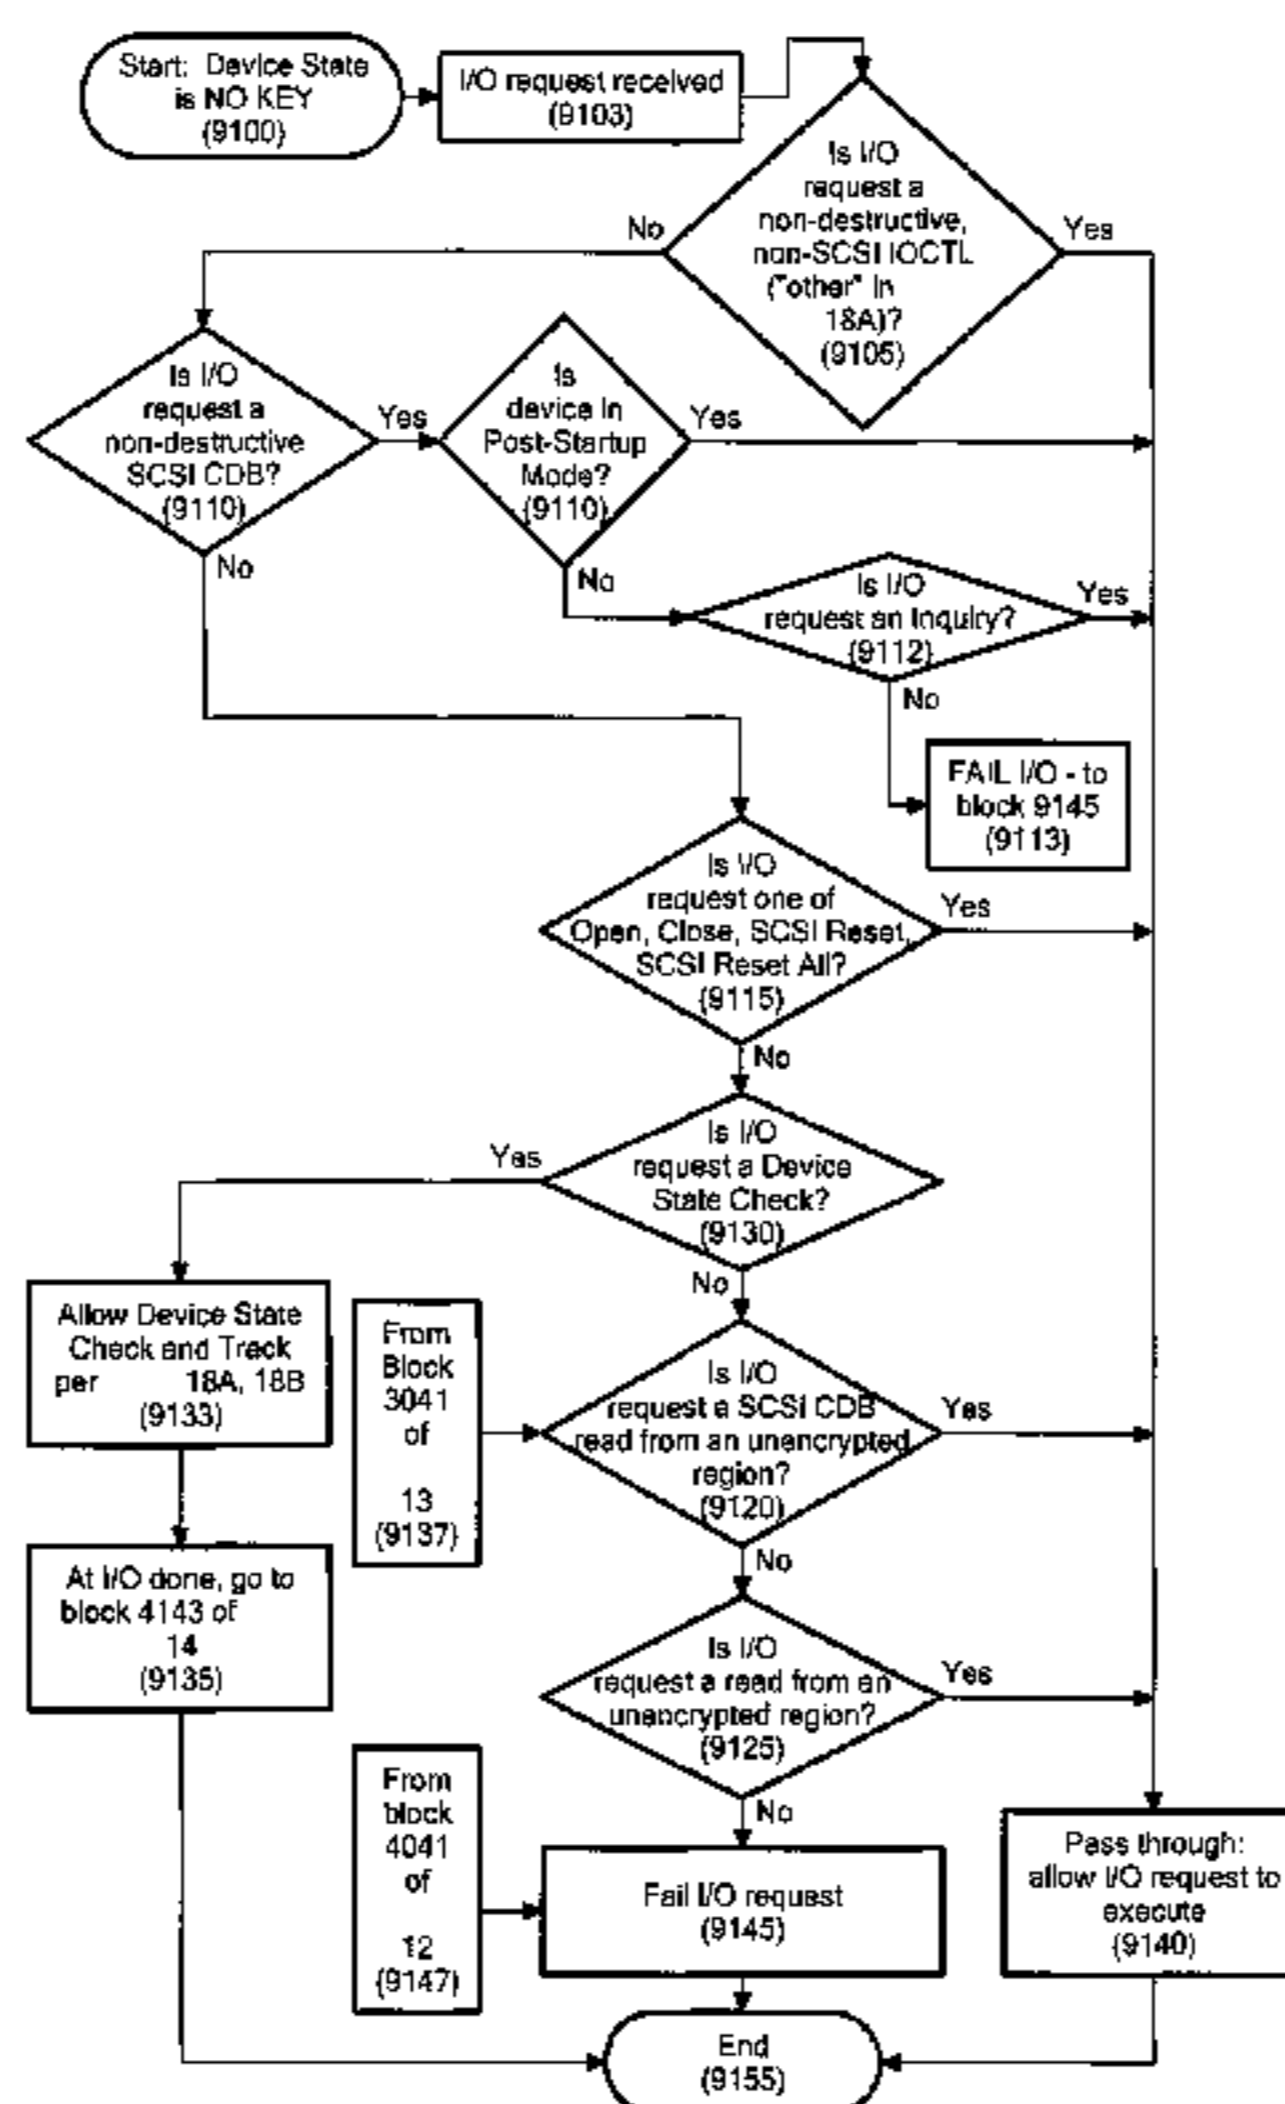 Start: Device State
is NO KEY
(9100)
I/O request received
(9103)
Is I/O
request a
non-destructive,
non-SCSI IOCTL
("other" in
18A)?
(9105)
No
Yes
Is I/O
request a
non-destructive
SCSI CDB?
(9110)
Yes
No
Is
device in
Post-Startup
Mode?
(9110)
Yes
No
Is I/O
request an Inquiry?
(9112)
Yes
No
FAIL I/O - to
block 9145
(9113)
Is I/O
request one of
Open, Close, SCSI Reset,
SCSI Reset All?
(9115)
Yes
No
Is I/O
request a Device
State Check?
(9130)
Yes
No
Allow Device State
Check and Track
per 18A, 18B
(9133)
At I/O done, go to
block 4143 of
14
(9135)
From
Block
3041
of
13
(9137)
Is I/O
request a SCSI CDB
read from an unencrypted
region?
(9120)
Yes
No
Is I/O
request a read from an
unencrypted region?
(9125)
Yes
No
From
block
4041
of
12
(9147)
Fail I/O request
(9145)
Pass through:
allow I/O request to
execute
(9140)
End
(9155)